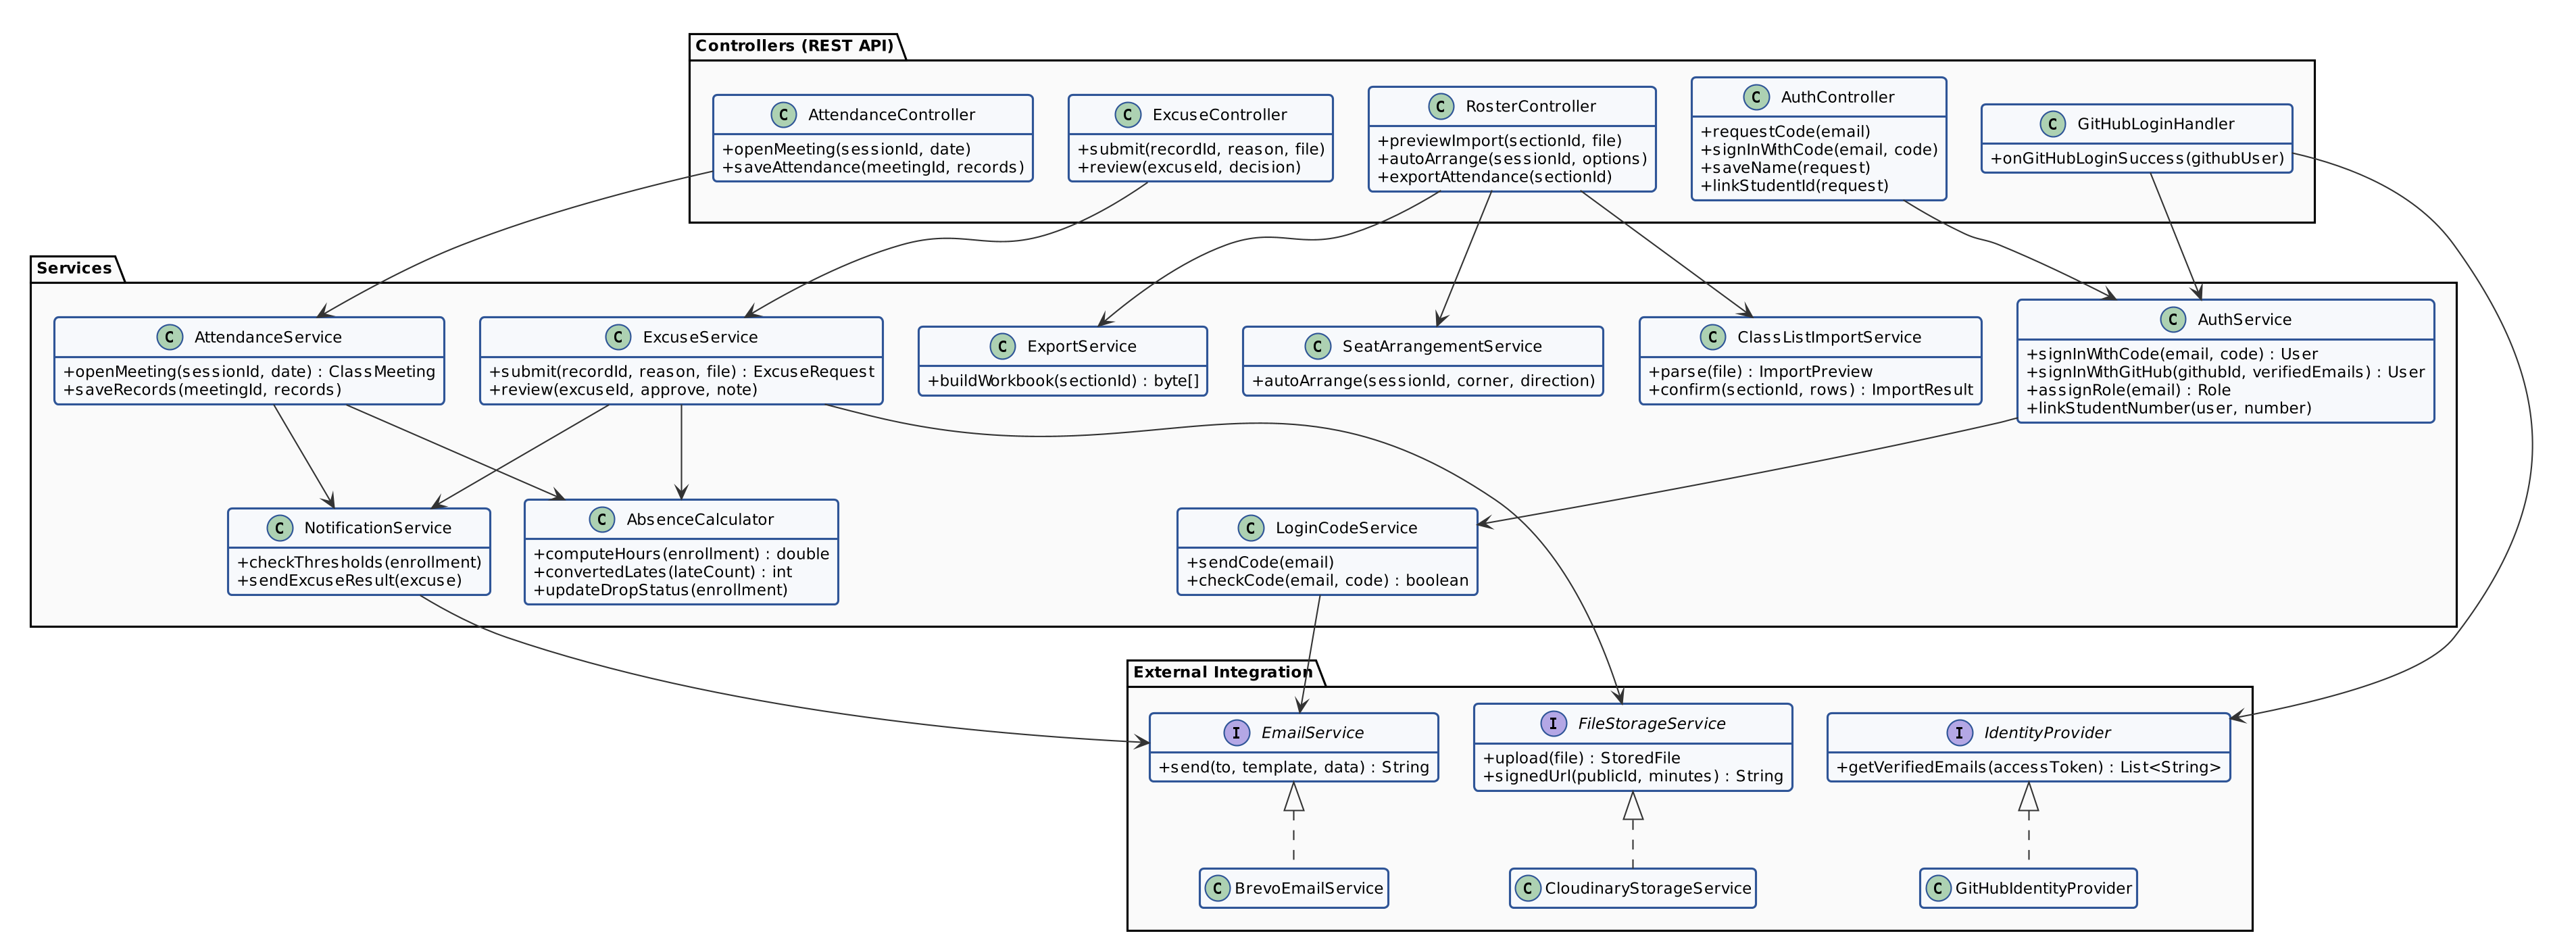 Controllers (REST API)
C AttendanceController
+openMeeting(sessionId, date)
+saveAttendance(meetingId, records)
C ExcuseController
+submit(recordId, reason, file)
+review(excuseId, decision)
C RosterController
+previewImport(sectionId, file)
+autoArrange(sessionId, options)
+exportAttendance(sectionId)
C AuthController
+requestCode(email)
+signInWithCode(email, code)
+saveName(request)
+linkStudentId(request)
C GitHubLoginHandler
+onGitHubLoginSuccess(githubUser)
Services
C AttendanceService
+openMeeting(sessionId, date) : ClassMeeting
+saveRecords(meetingId, records)
C ExcuseService
+submit(recordId, reason, file) : ExcuseRequest
+review(excuseId, approve, note)
C ExportService
+buildWorkbook(sectionId) : byte[]
C SeatArrangementService
+autoArrange(sessionId, corner, direction)
C ClassListImportService
+parse(file) : ImportPreview
+confirm(sectionId, rows) : ImportResult
C AuthService
+signInWithCode(email, code) : User
+signInWithGitHub(githubId, verifiedEmails) : User
+assignRole(email) : Role
+linkStudentNumber(user, number)
C NotificationService
+checkThresholds(enrollment)
+sendExcuseResult(excuse)
C AbsenceCalculator
+computeHours(enrollment) : double
+convertedLates(lateCount) : int
+updateDropStatus(enrollment)
C LoginCodeService
+sendCode(email)
+checkCode(email, code) : boolean
External Integration
I EmailService
+send(to, template, data) : String
I FileStorageService
+upload(file) : StoredFile
+signedUrl(publicId, minutes) : String
I IdentityProvider
+getVerifiedEmails(accessToken) : List<String>
C BrevoEmailService
C CloudinaryStorageService
C GitHubIdentityProvider